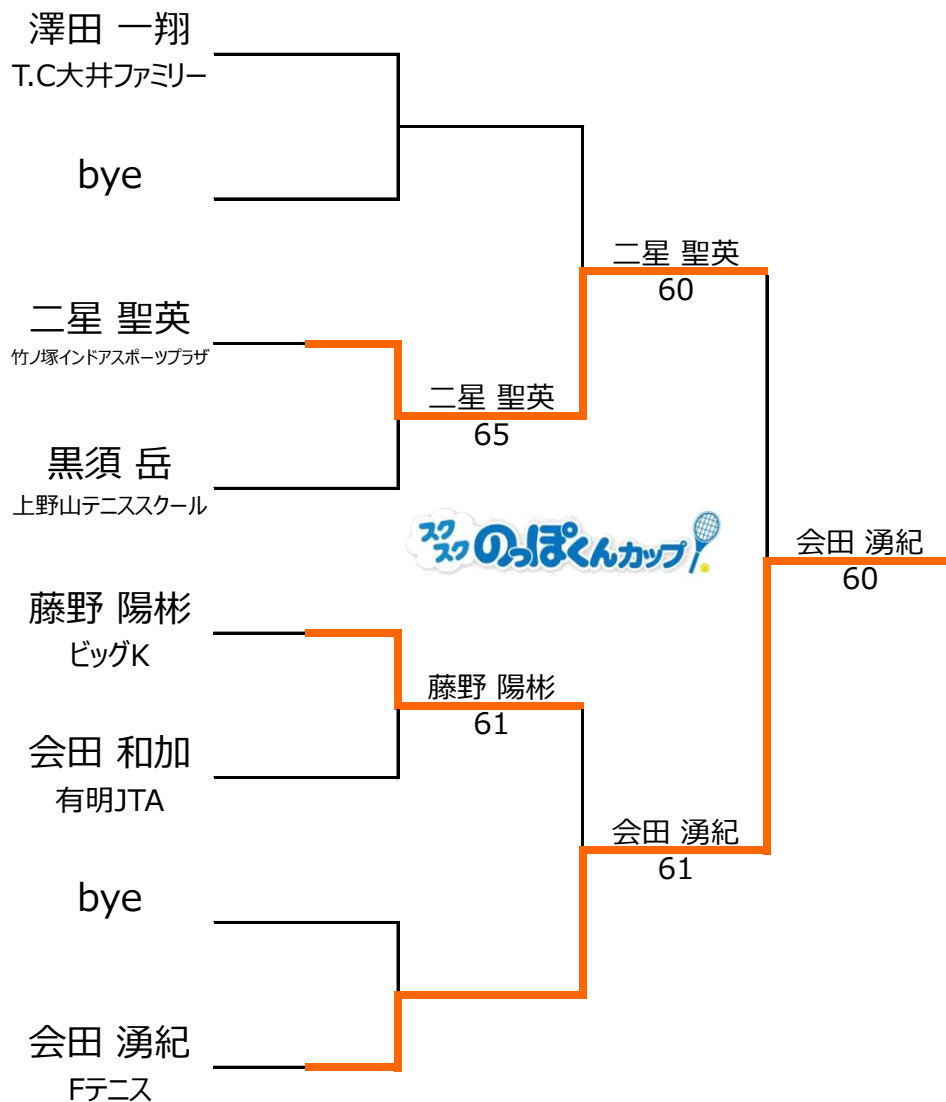 澤田 一翔
T.C大井ファミリー
bye
二星 聖英
60
二星 聖英
竹ノ塚インドアスポーツプラザ
二星 聖英
65
黒須 岳
上野山テニススクール
スク
スク のっぽくんカップ
会田 湧紀
60
藤野 陽彬
ビッグK
藤野 陽彬
61
会田 和加
有明JTA
会田 湧紀
61
bye
会田 湧紀
Fテニス